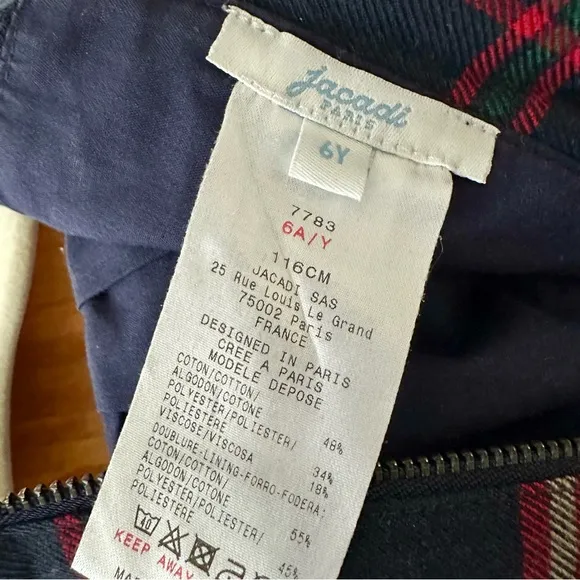 Jacadi
PARIS
6Y
7783
6A/Y
116CM
JACADI SAS
25 Rue Louis Le Grand
75002 Paris
FRANCE
DESIGNED IN PARIS
CREE A PARIS
MODELE DEPOSE
COTON/COTTON/
ALGODON/COTONE 48%
POLYESTER/POLIESTER/
POLIESTERE 34%
VISCOSE/VISCOSA 18%
DOUBLURE-LINING-FORRO-FODERA:
COTON/COTTON/
ALGODON/COTONE 55%
POLYESTER/POLIESTER/
POLIESTERE 45%
40
KEEP AWAY